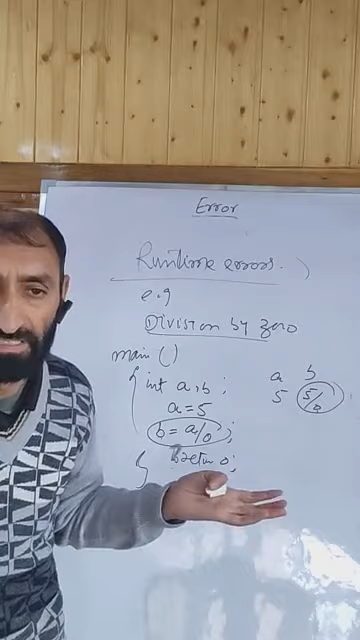 Error
Runtime errors.
e.g
Division by zero
main ()
{ int a, b ;
a = 5
b = a/0 ;
return 0;
}
a b
5 5/0